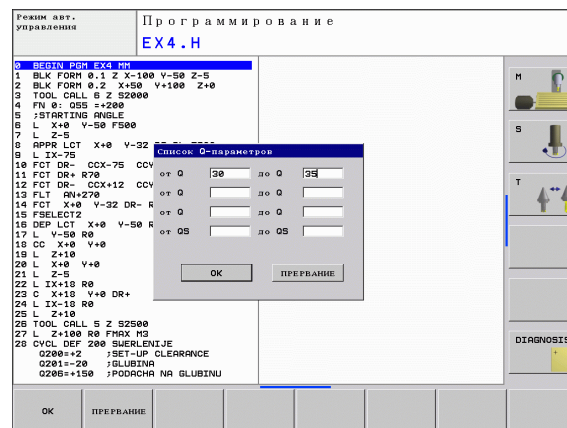 Режим авт.
управления
Программирование
EX4.H
0 BEGIN PGM EX4 MM
1 BLK FORM 0.1 Z X-100 Y-50 Z-5
2 BLK FORM 0.2 X+50 Y+100 Z+0
3 TOOL CALL 6 Z S2000
4 FN 0: Q55 =+200
5 ;STARTING ANGLE
6 L X+0 Y-50 F500
7 L Z-5
8 APPR LCT X+0 Y-32
9 L IX-75
10 FCT DR- CCX-75 CCY
11 FCT DR+ R70
12 FCT DR- CCX+12 CCY
13 FLT AN+270
14 FCT X+0 Y-32 DR- R
15 FSELECT2
16 DEP LCT X+0 Y-50 R
17 L Y-50 R0
18 CC X+0 Y+0
19 L Z+10
20 L X+0 Y+0
21 L Z-5
22 L IX+18 R0
23 C X+18 Y+0 DR+
24 L IX-18 R0
25 L Z+10
26 TOOL CALL 5 Z S2500
27 L Z+100 R0 FMAX M3
28 CYCL DEF 200 SWERLENIJE
Q200=+2 ;SET-UP CLEARANCE
Q201=-20 ;GLUBINA
Q206=+150 ;PODACHA NA GLUBINU
Список Q-параметров
от Q 30 до Q 35
от Q до Q
от Q до Q
от QS до QS
OK ПРЕРВАНИЕ
M
S
T
DIAGNOSIS
OK ПРЕРВАНИЕ